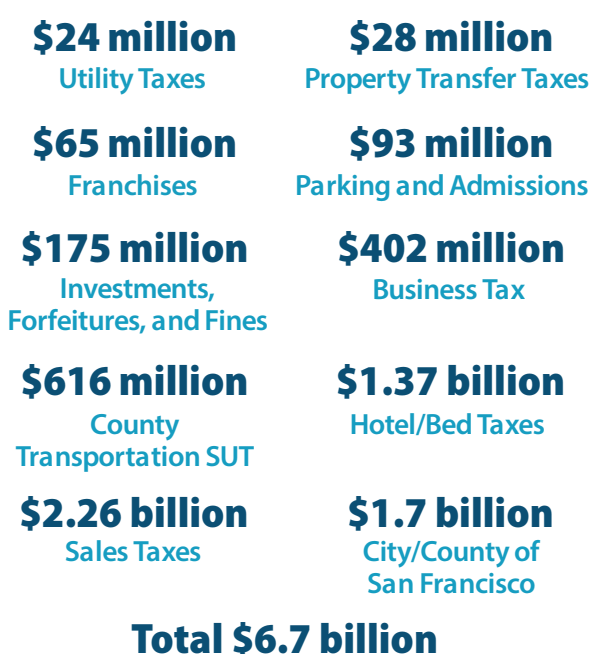 $24 million
Utility Taxes
$28 million
Property Transfer Taxes
$65 million
Franchises
$93 million
Parking and Admissions
$175 million
Investments,
Forfeitures, and Fines
$402 million
Business Tax
$616 million
County
Transportation SUT
$1.37 billion
Hotel/Bed Taxes
$2.26 billion
Sales Taxes
$1.7 billion
City/County of
San Francisco
Total $6.7 billion